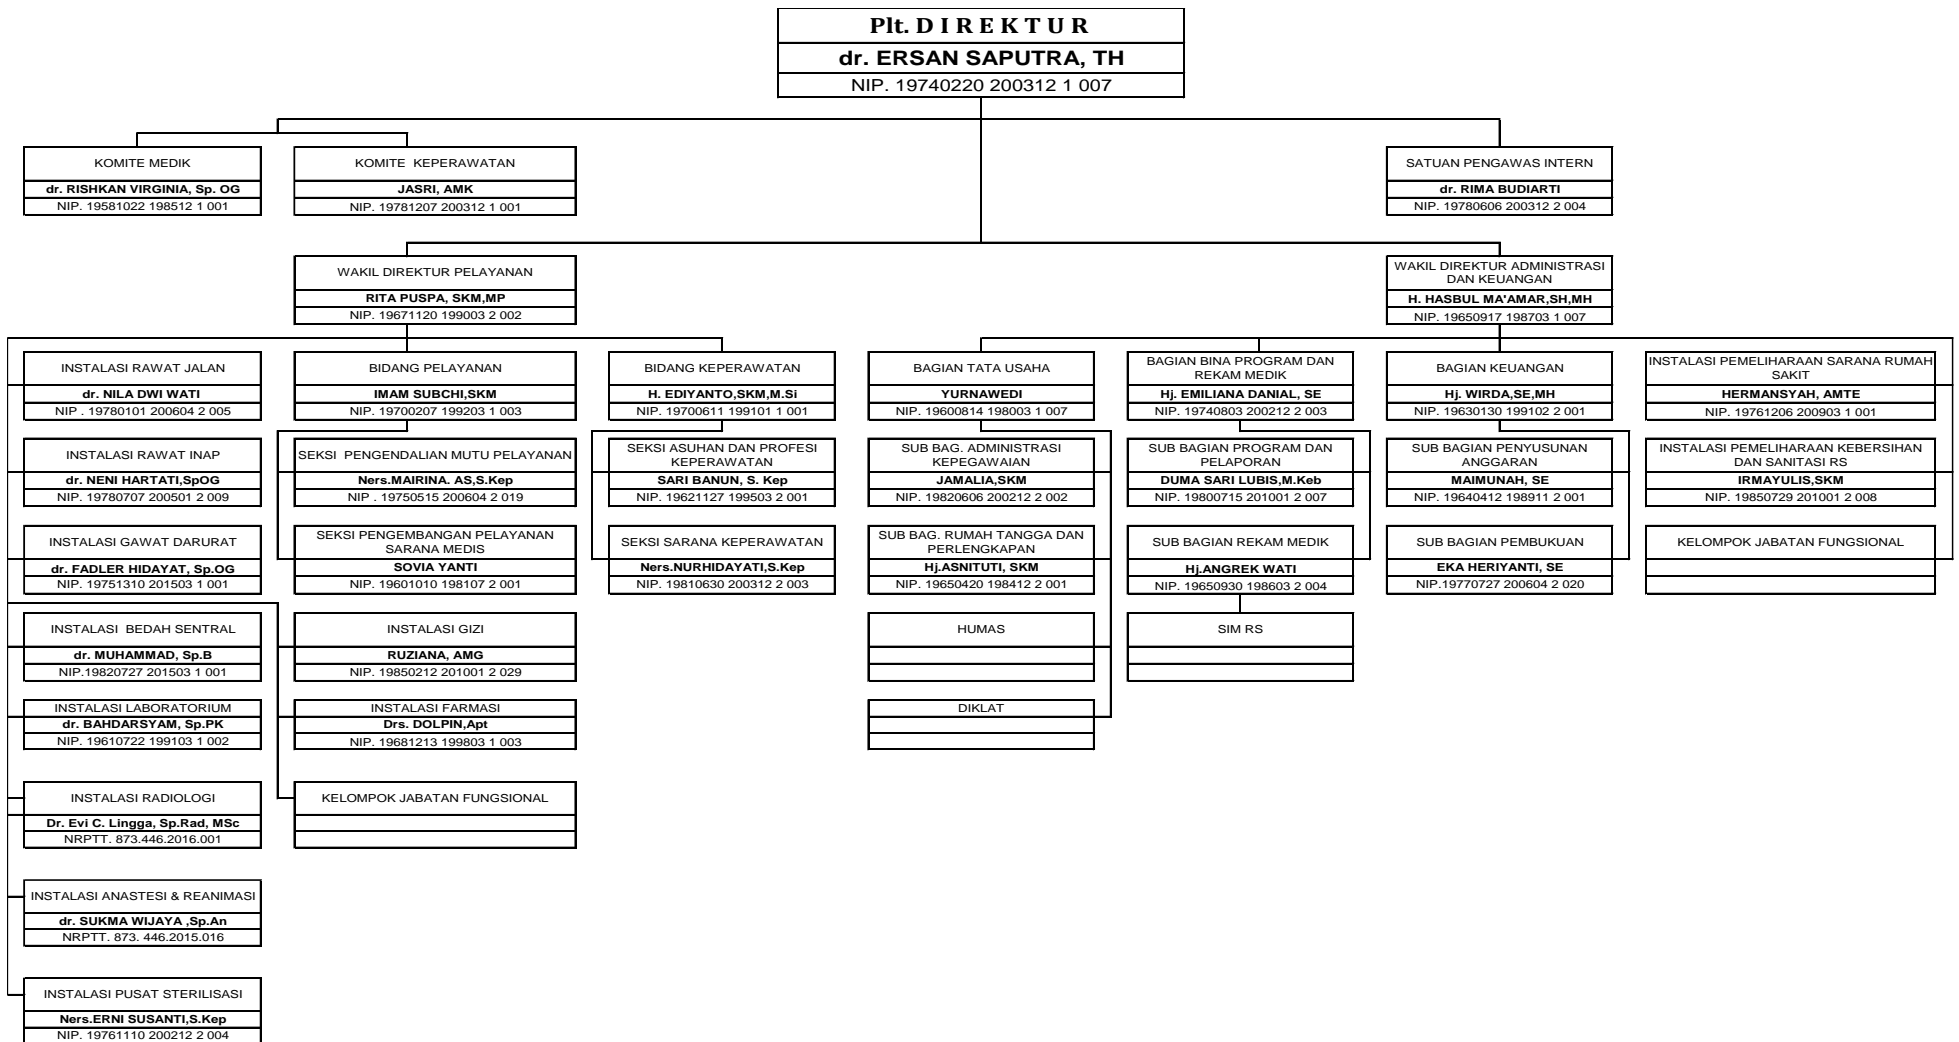 Plt. D I R E K T U R
dr. ERSAN SAPUTRA, TH
NIP. 19740220 200312 1 007
KOMITE MEDIK
dr. RISHKAN VIRGINIA, Sp. OG
NIP. 19581022 198512 1 001
KOMITE KEPERAWATAN
JASRI, AMK
NIP. 19781207 200312 1 001
SATUAN PENGAWAS INTERN
dr. RIMA BUDIARTI
NIP. 19780606 200312 2 004
WAKIL DIREKTUR PELAYANAN
RITA PUSPA, SKM,MP
NIP. 19671120 199003 2 002
WAKIL DIREKTUR ADMINISTRASI
DAN KEUANGAN
H. HASBUL MA'AMAR,SH,MH
NIP. 19650917 198703 1 007
INSTALASI RAWAT JALAN
dr. NILA DWI WATI
NIP . 19780101 200604 2 005
BIDANG PELAYANAN
IMAM SUBCHI,SKM
NIP. 19700207 199203 1 003
BIDANG KEPERAWATAN
H. EDIYANTO,SKM,M.Si
NIP. 19700611 199101 1 001
BAGIAN TATA USAHA
YURNAWEDI
NIP. 19600814 198003 1 007
BAGIAN BINA PROGRAM DAN
REKAM MEDIK
Hj. EMILIANA DANIAL, SE
NIP. 19740803 200212 2 003
BAGIAN KEUANGAN
Hj. WIRDA,SE,MH
NIP. 19630130 199102 2 001
INSTALASI PEMELIHARAAN SARANA RUMAH
SAKIT
HERMANSYAH, AMTE
NIP. 19761206 200903 1 001
INSTALASI RAWAT INAP
dr. NENI HARTATI,SpOG
NIP. 19780707 200501 2 009
SEKSI PENGENDALIAN MUTU PELAYANAN
Ners.MAIRINA. AS,S.Kep
NIP . 19750515 200604 2 019
SEKSI ASUHAN DAN PROFESI
KEPERAWATAN
SARI BANUN, S. Kep
NIP. 19621127 199503 2 001
SUB BAG. ADMINISTRASI
KEPEGAWAIAN
JAMALIA,SKM
NIP. 19820606 200212 2 002
SUB BAGIAN PROGRAM DAN
PELAPORAN
DUMA SARI LUBIS,M.Keb
NIP. 19800715 201001 2 007
SUB BAGIAN PENYUSUNAN
ANGGARAN
MAIMUNAH, SE
NIP. 19640412 198911 2 001
INSTALASI PEMELIHARAAN KEBERSIHAN
DAN SANITASI RS
IRMAYULIS,SKM
NIP. 19850729 201001 2 008
INSTALASI GAWAT DARURAT
dr. FADLER HIDAYAT, Sp.OG
NIP. 19751310 201503 1 001
SEKSI PENGEMBANGAN PELAYANAN
SARANA MEDIS
SOVIA YANTI
NIP. 19601010 198107 2 001
SEKSI SARANA KEPERAWATAN
Ners.NURHIDAYATI,S.Kep
NIP. 19810630 200312 2 003
SUB BAG. RUMAH TANGGA DAN
PERLENGKAPAN
Hj.ASNITUTI, SKM
NIP. 19650420 198412 2 001
SUB BAGIAN REKAM MEDIK
Hj.ANGREK WATI
NIP. 19650930 198603 2 004
SUB BAGIAN PEMBUKUAN
EKA HERIYANTI, SE
NIP.19770727 200604 2 020
KELOMPOK JABATAN FUNGSIONAL
INSTALASI BEDAH SENTRAL
dr. MUHAMMAD, Sp.B
NIP.19820727 201503 1 001
INSTALASI GIZI
RUZIANA, AMG
NIP. 19850212 201001 2 029
HUMAS
SIM RS
INSTALASI LABORATORIUM
dr. BAHDARSYAM, Sp.PK
NIP. 19610722 199103 1 002
INSTALASI FARMASI
Drs. DOLPIN,Apt
NIP. 19681213 199803 1 003
DIKLAT
INSTALASI RADIOLOGI
Dr. Evi C. Lingga, Sp.Rad, MSc
NRPTT. 873.446.2016.001
KELOMPOK JABATAN FUNGSIONAL
INSTALASI ANASTESI & REANIMASI
dr. SUKMA WIJAYA ,Sp.An
NRPTT. 873. 446.2015.016
INSTALASI PUSAT STERILISASI
Ners.ERNI SUSANTI,S.Kep
NIP. 19761110 200212 2 004